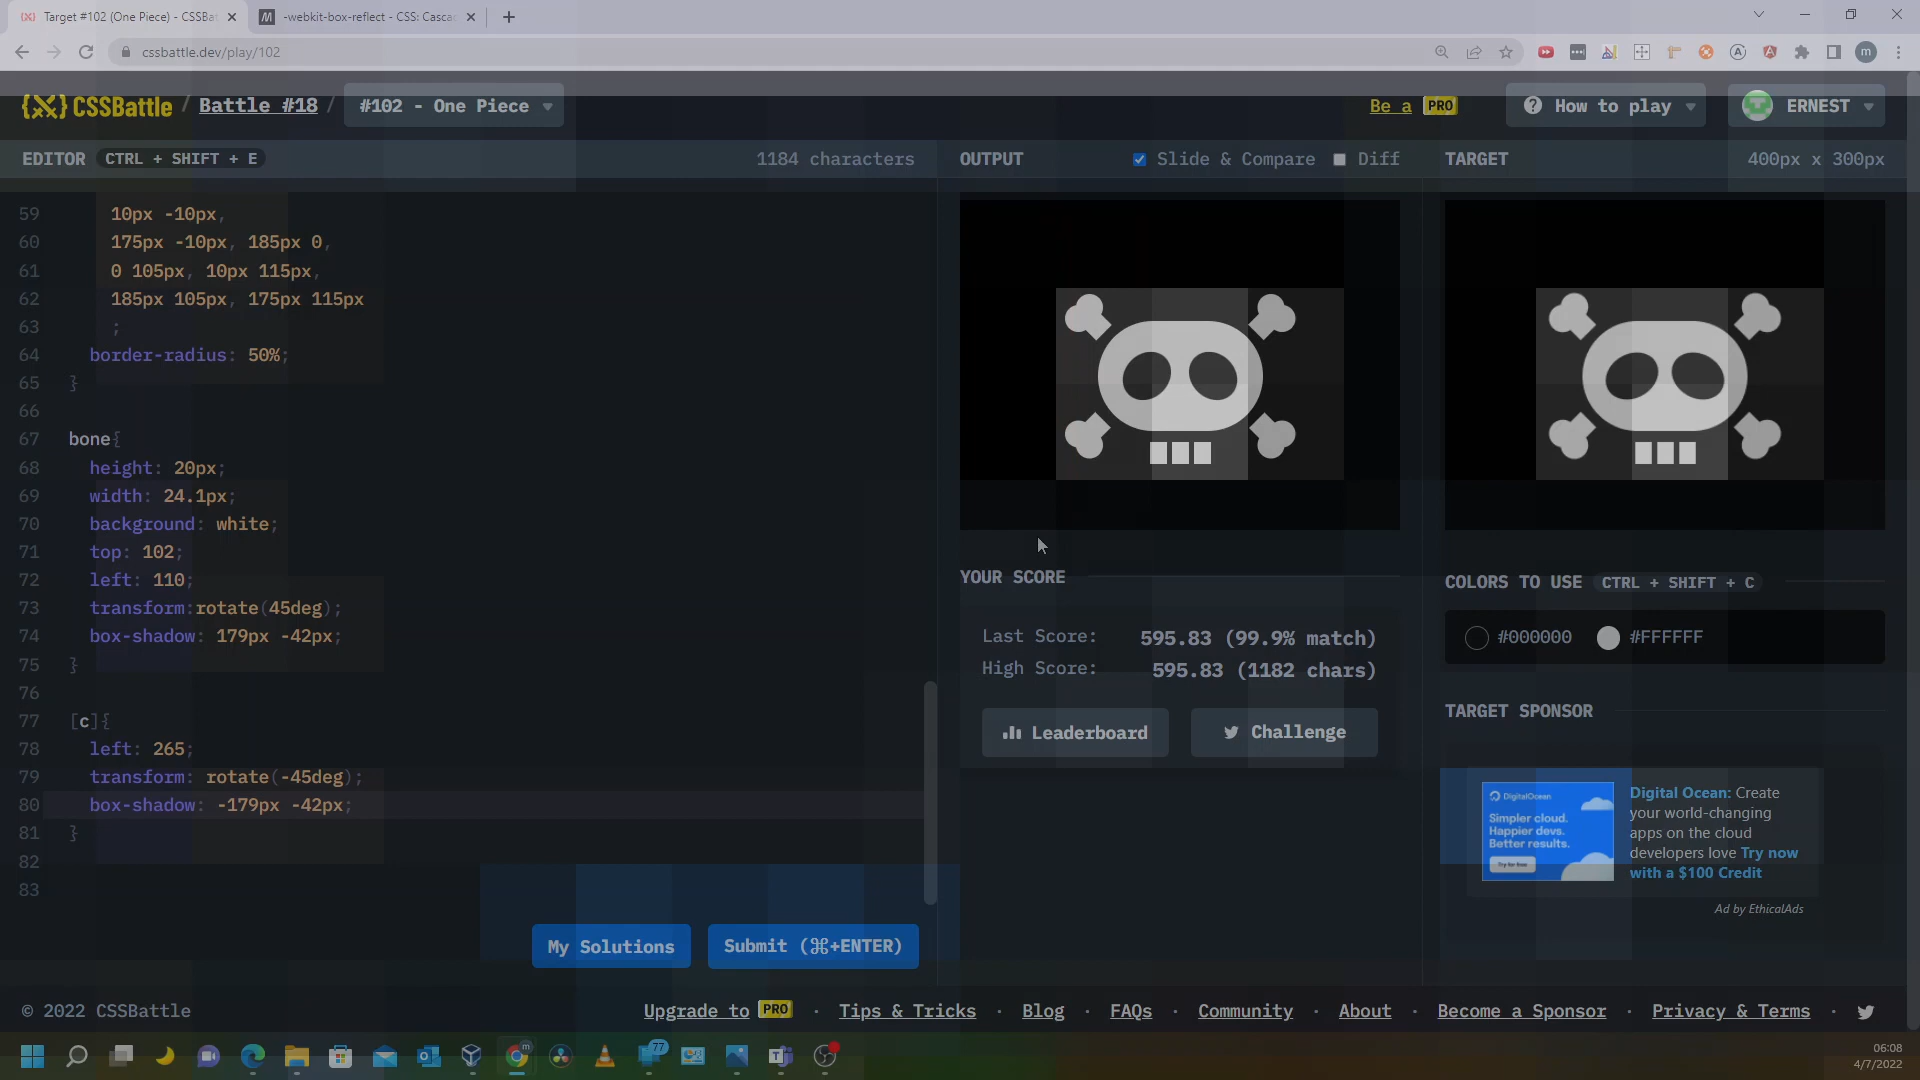 Target #102 (One Piece) - CSSBat
-webkit-box-reflect - CSS: Casca
cssbattle.dev/play/102
m
{X} CSSBattle / Battle #18 / #102 - One Piece
Be a PRO
How to play
ERNEST
EDITOR CTRL + SHIFT + E
1184 characters
OUTPUT
Slide & Compare
Diff
TARGET
400px x 300px
59 10px -10px,
60 175px -10px, 185px 0,
61 0 105px, 10px 115px,
62 185px 105px, 175px 115px
63 ;
64 border-radius: 50%;
65 }
66
67 bone{
68 height: 20px;
69 width: 24.1px;
70 background: white;
71 top: 102;
72 left: 110;
73 transform:rotate(45deg);
74 box-shadow: 179px -42px;
75 }
76
77 [c]{
78 left: 265;
79 transform: rotate(-45deg);
80 box-shadow: -179px -42px;
81 }
82
83
My Solutions
Submit (⌘+ENTER)
YOUR SCORE
Last Score: 595.83 (99.9% match)
High Score: 595.83 (1182 chars)
Leaderboard
Challenge
COLORS TO USE CTRL + SHIFT + C
#000000
#FFFFFF
TARGET SPONSOR
DigitalOcean
Simpler cloud.
Happier devs.
Better results.
Try for free
Digital Ocean: Create
your world-changing
apps on the cloud
developers love Try now
with a $100 Credit
Ad by EthicalAds
© 2022 CSSBattle
Upgrade to PRO · Tips & Tricks · Blog · FAQs · Community · About · Become a Sponsor · Privacy & Terms ·
m
77
06:08
4/7/2022